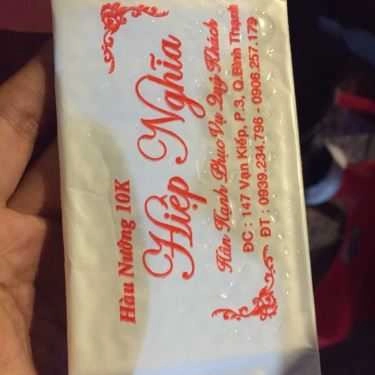 Hàu Nướng 10K
Hiệp Nghĩa
Hân Hạnh Phục Vụ Quý Khách
ĐC : 147 Vạn Kiếp, P.3, Q.Bình Thạnh
ĐT : 0939.234.796 - 0906.257.179